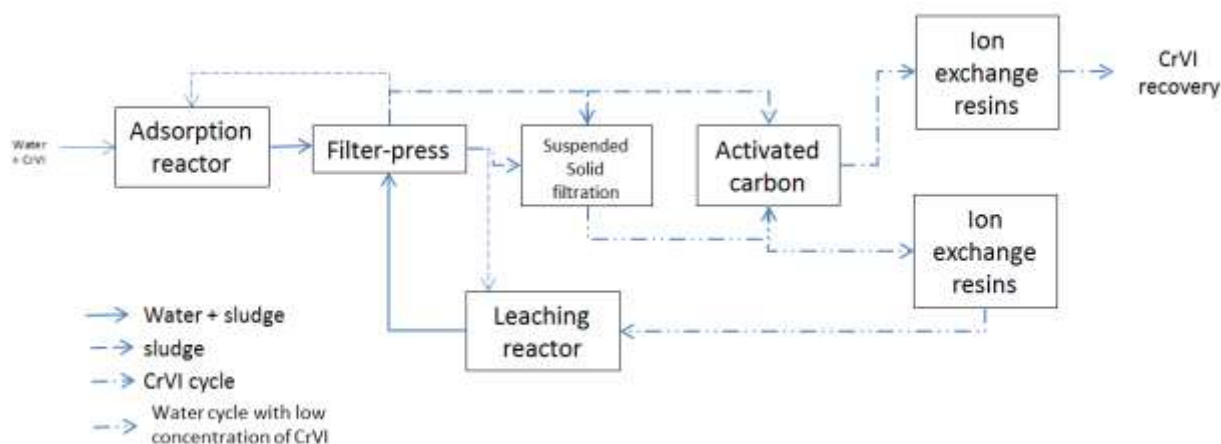 Water
+ CrVI
Adsorption
reactor
Filter-press
Suspended
Solid
filtration
Activated
carbon
Ion
exchange
resins
CrVI
recovery
Ion
exchange
resins
Leaching
reactor
Water + sludge
sludge
CrVI cycle
Water cycle with low
concentration of CrVI